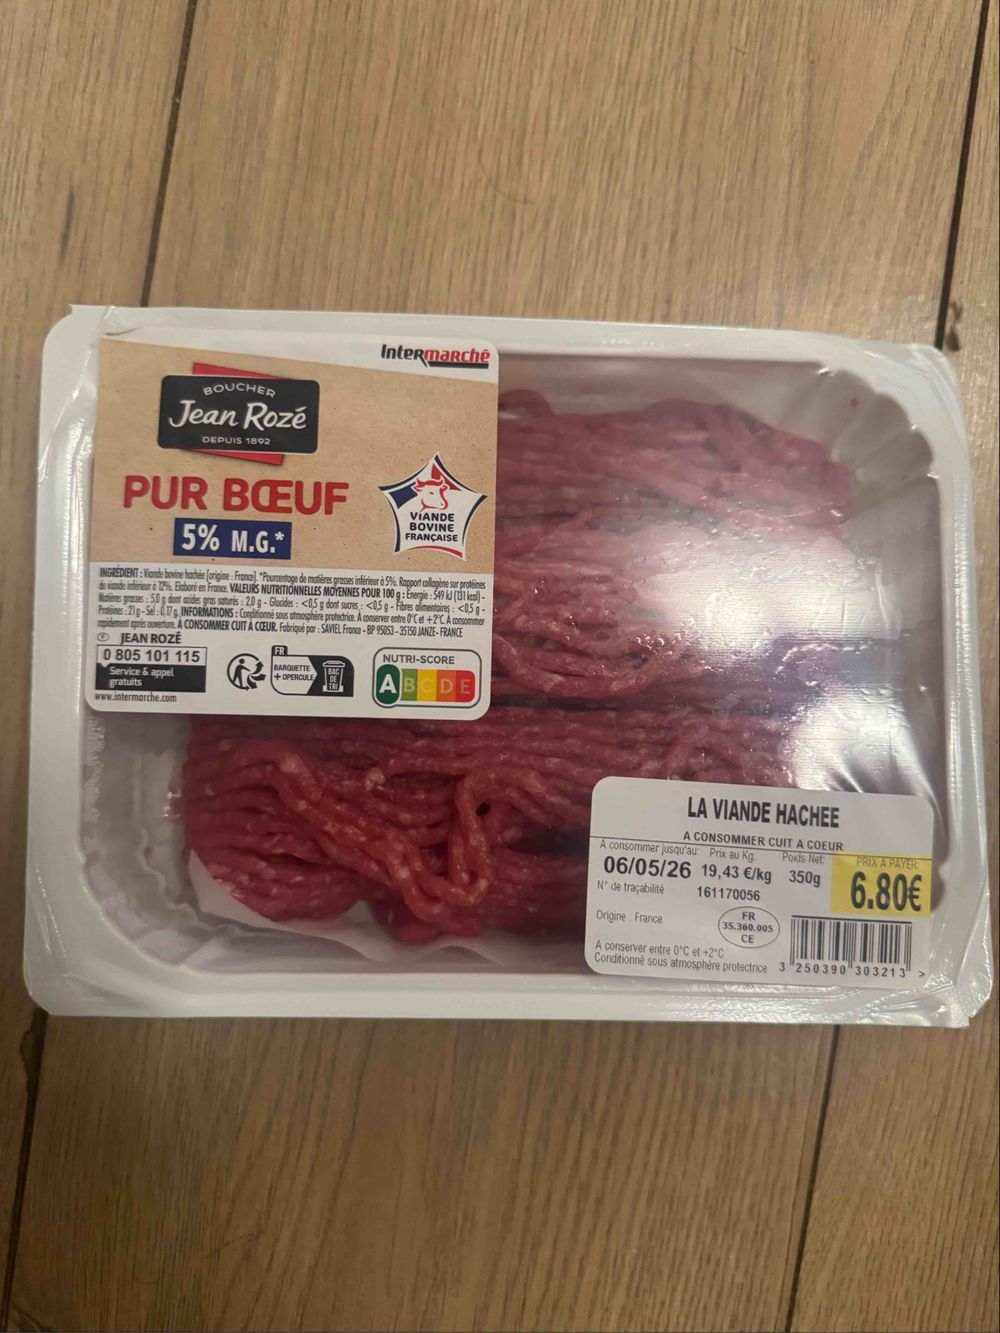 Intermarché
BOUCHER
Jean Rozé
DEPUIS 1892
PUR BŒUF
5% M.G.*
VIANDE
BOVINE
FRANÇAISE
INGRÉDIENT : Viande bovine hachée (origine : France). *Pourcentage de matières grasses inférieur à 5%. Rapport collagène sur protéines
de viande inférieur à 12%. Elaboré en France. VALEURS NUTRITIONNELLES MOYENNES POUR 100 g : Énergie : 549 kJ (131 kcal) -
Matières grasses : 5,0 g dont acides gras saturés : 2,0 g - Glucides : <0,5 g dont sucres : <0,5 g - Fibres alimentaires : <0,5 g -
Protéines : 21 g - Sel : 0,17 g. INFORMATIONS : Conditionné sous atmosphère protectrice. A conserver entre 0°C et +2°C. A consommer
rapidement après ouverture. A CONSOMMER CUIT A CŒUR. Fabriqué par : SAVIEL France - BP 95053 - 35150 JANZE- FRANCE
JEAN ROZÉ
0 805 101 115
Service & appel
gratuits
www.intermarche.com
FR
BARQUETTE
+ OPERCULE
BAC
DE
TRI
NUTRI-SCORE
A B C D E
LA VIANDE HACHEE
A CONSOMMER CUIT A COEUR
A consommer jusqu'au: Prix au Kg: Poids Net: PRIX A PAYER:
06/05/26 19,43 €/kg 350g 6.80€
N° de traçabilité 161170056
Origine : France
FR
35.360.005
CE
A conserver entre 0°C et +2°C
Conditionné sous atmosphère protectrice
3 250390 303213 >